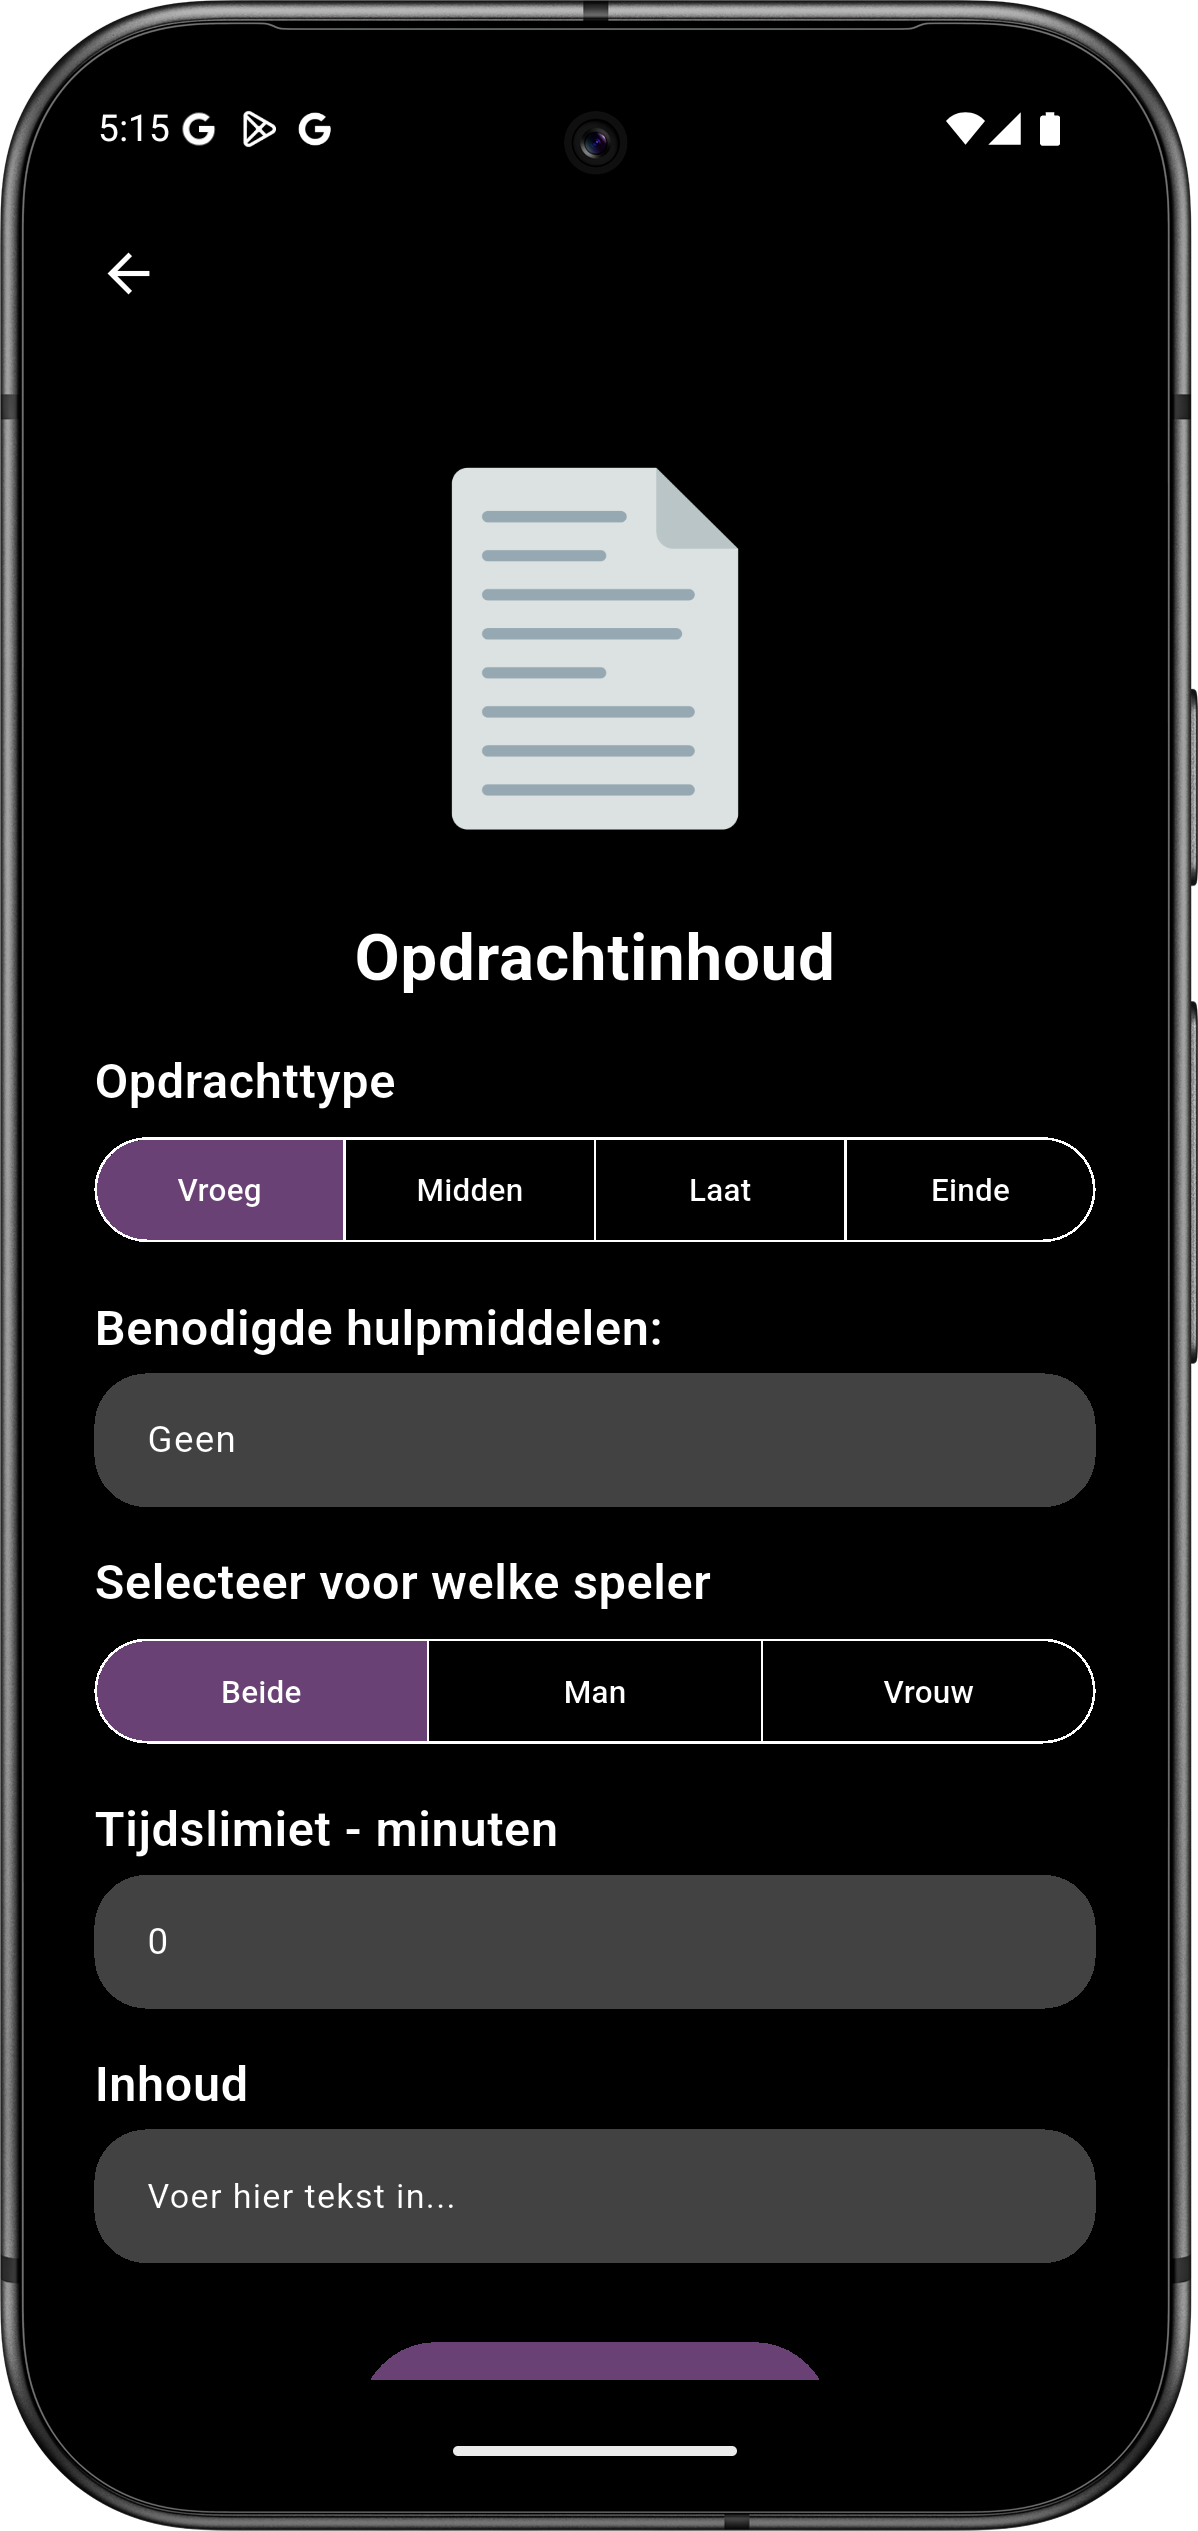 5:15
Opdrachtinhoud
Opdrachttype
Vroeg Midden Laat Einde
Benodigde hulpmiddelen:
Geen
Selecteer voor welke speler
Beide Man Vrouw
Tijdslimiet - minuten
0
Inhoud
Voer hier tekst in...